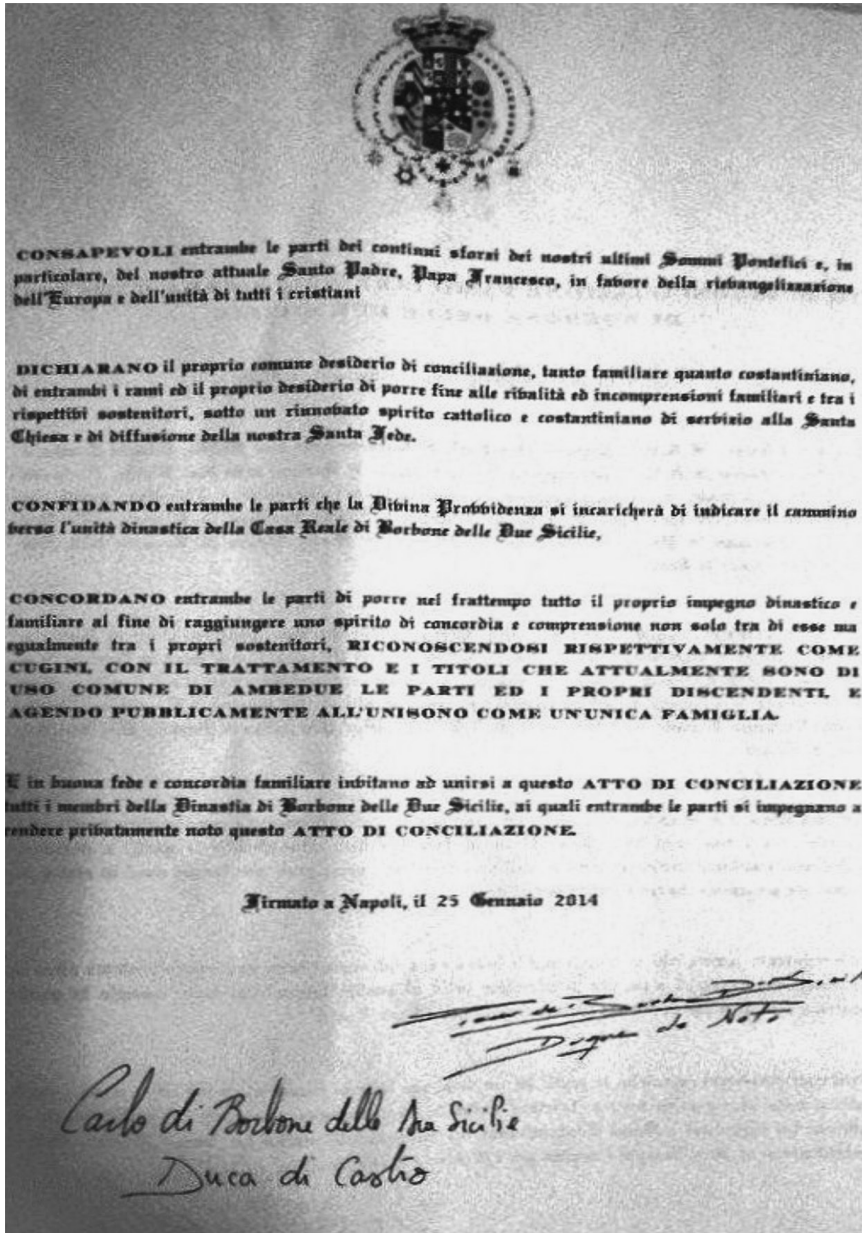 CONSAPEVOLI entrambe le parti dei continui sforzi dei nostri ultimi Sommi Pontefici e, in
particolare, del nostro attuale Santo Padre, Papa Francesco, in favore della rievangelizzazione
dell'Europa e dell'unità di tutti i cristiani
DICHIARANO il proprio comune desiderio di conciliazione, tanto familiare quanto costantiniano,
di entrambi i rami ed il proprio desiderio di porre fine alle rivalità ed incomprensioni familiari e tra i
rispettivi sostenitori, sotto un rinnovato spirito cattolico e costantiniano di servizio alla Santa
Chiesa e di diffusione della nostra Santa Fede.
CONFIDANDO entrambe le parti che la Divina Provvidenza si incaricherà di indicare il cammino
verso l'unità dinastica della Casa Reale di Borbone delle Due Sicilie,
CONCORDANO entrambe le parti di porre nel frattempo tutto il proprio impegno dinastico e
familiare al fine di raggiungere uno spirito di concordia e comprensione non solo tra di esse ma
egualmente tra i propri sostenitori, RICONOSCENDOSI RISPETTIVAMENTE COME
CUGINI, CON IL TRATTAMENTO E I TITOLI CHE ATTUALMENTE SONO DI
USO COMUNE DI AMBEDUE LE PARTI ED I PROPRI DISCENDENTI, E
AGENDO PUBBLICAMENTE ALL'UNISONO COME UN'UNICA FAMIGLIA.
E in buona fede e concordia familiare invitano ad unirsi a questo ATTO DI CONCILIAZIONE
tutti i membri della Dinastia di Borbone delle Due Sicilie, ai quali entrambe le parti si impegnano a
rendere privatamente noto questo ATTO DI CONCILIAZIONE.
Firmato a Napoli, il 25 Gennaio 2014
de Borbón
Duque de Noto
Carlo di Borbone delle Due Sicilie
Duca di Castro